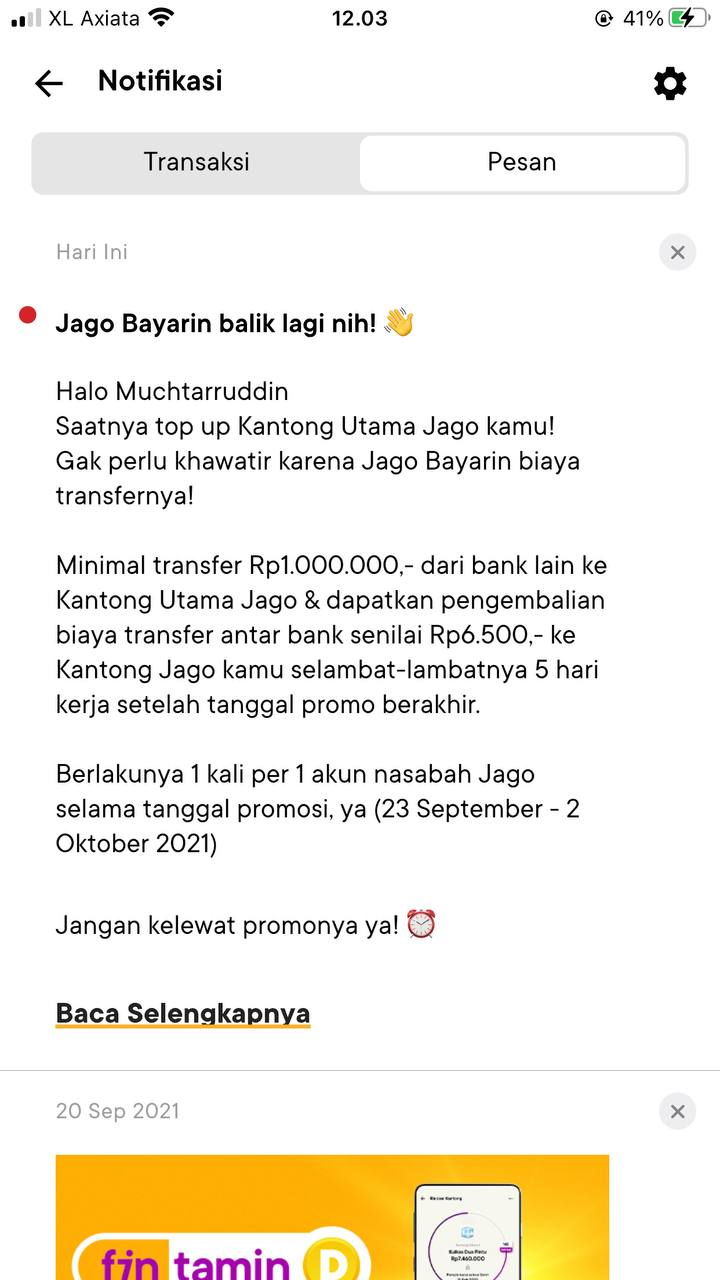 XL Axiata 12.03 41%
Notifikasi
Transaksi Pesan
Hari Ini
Jago Bayarin balik lagi nih! 👋
Halo Muchtarruddin
Saatnya top up Kantong Utama Jago kamu!
Gak perlu khawatir karena Jago Bayarin biaya
transfernya!
Minimal transfer Rp1.000.000,- dari bank lain ke
Kantong Utama Jago & dapatkan pengembalian
biaya transfer antar bank senilai Rp6.500,- ke
Kantong Jago kamu selambat-lambatnya 5 hari
kerja setelah tanggal promo berakhir.
Berlakunya 1 kali per 1 akun nasabah Jago
selama tanggal promosi, ya (23 September - 2
Oktober 2021)
Jangan kelewat promonya ya! ⏰
Baca Selengkapnya
20 Sep 2021
fintamin D
Rincian Kantong
Kulkas Dua Pintu
Rp7.460.000